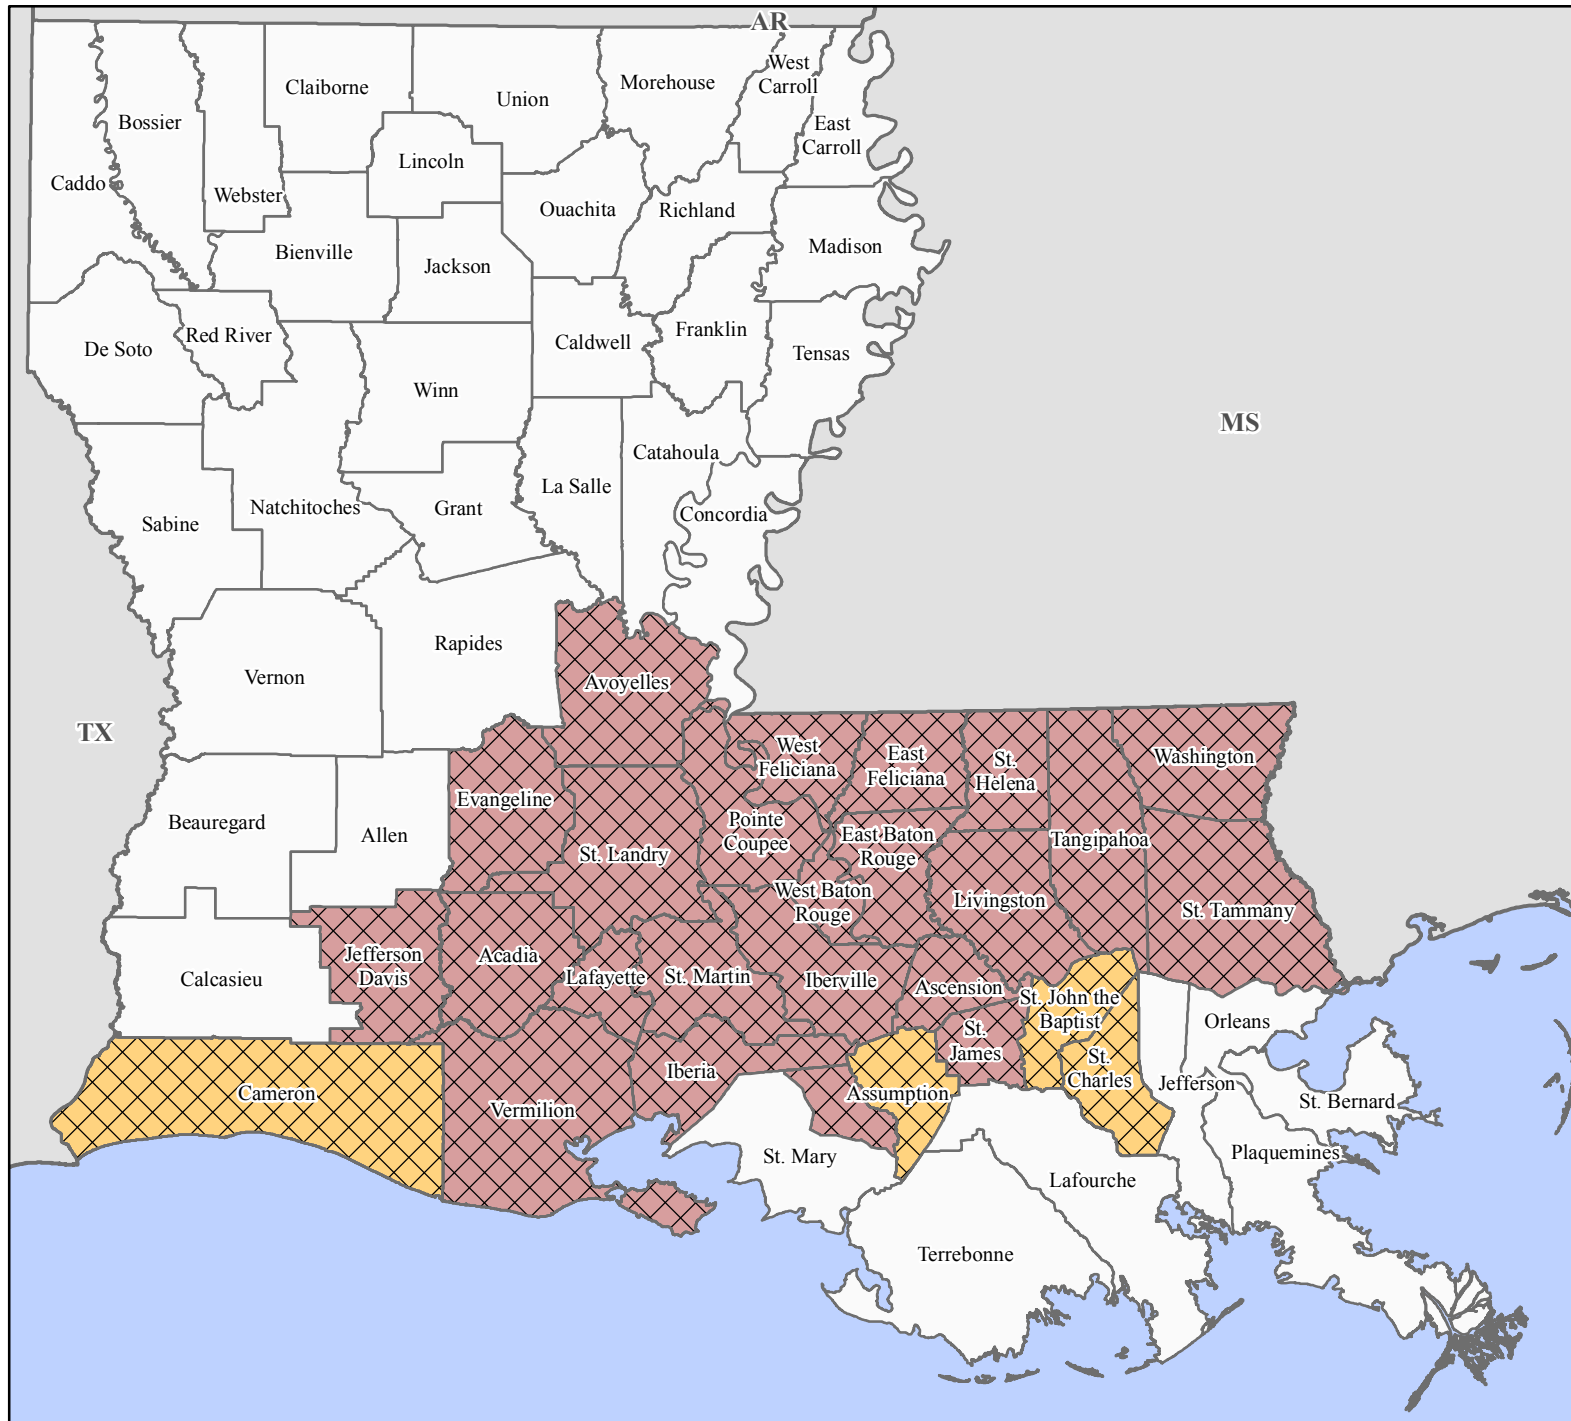 AR
Claiborne
Union
Morehouse
West
Carroll
Bossier
East
Carroll
Lincoln
Caddo
Webster
Ouachita
Richland
Bienville
Jackson
Madison
De Soto
Red River
Caldwell
Franklin
Tensas
Winn
MS
Catahoula
La Salle
Natchitoches
Grant
Concordia
Sabine
Rapides
Vernon
Avoyelles
TX
West
Feliciana
East
Feliciana
St.
Helena
Washington
Evangeline
Beauregard
Allen
Pointe
Coupee
East Baton
Rouge
Tangipahoa
St. Landry
West Baton
Rouge
Livingston
St. Tammany
Jefferson
Davis
Acadia
Lafayette
St. Martin
Iberville
Ascension
Calcasieu
St. John the
Baptist
Orleans
St.
James
Iberia
St.
Charles
Jefferson
Cameron
Assumption
Vermilion
St. Bernard
St. Mary
Plaquemines
Lafourche
Terrebonne